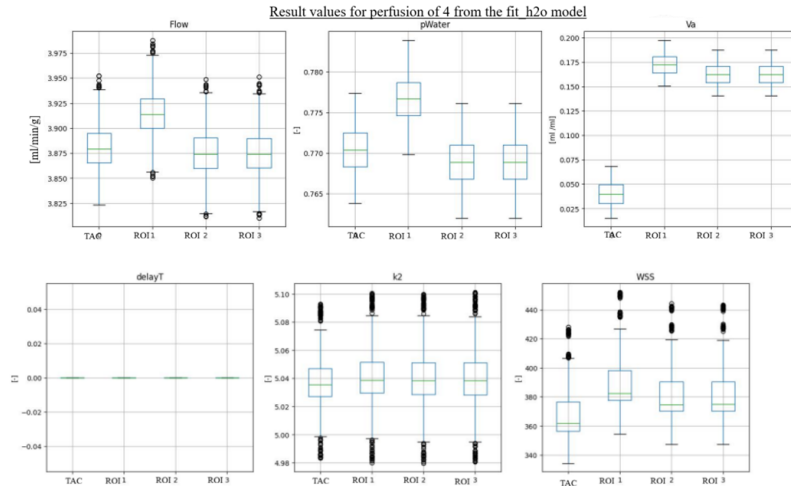 Result values for perfusion of 4 from the fit_h2o model
Flow
3.975
3.950
3.925
3.900
3.875
3.850
3.825
[ml/min/g]
TAC
ROI 1
ROI 2
ROI 3
pWater
0.780
0.775
0.770
0.765
[-]
TAC
ROI 1
ROI 2
ROI 3
Va
0.200
0.175
0.150
0.125
0.100
0.075
0.050
0.025
[ml /ml]
TAC
ROI 1
ROI 2
ROI 3
delayT
0.04
0.02
0.00
−0.02
−0.04
[-]
TAC
ROI 1
ROI 2
ROI 3
k2
5.10
5.08
5.06
5.04
5.02
5.00
4.98
[-]
TAC
ROI 1
ROI 2
ROI 3
WSS
440
420
400
380
360
340
[-]
TAC
ROI 1
ROI 2
ROI 3